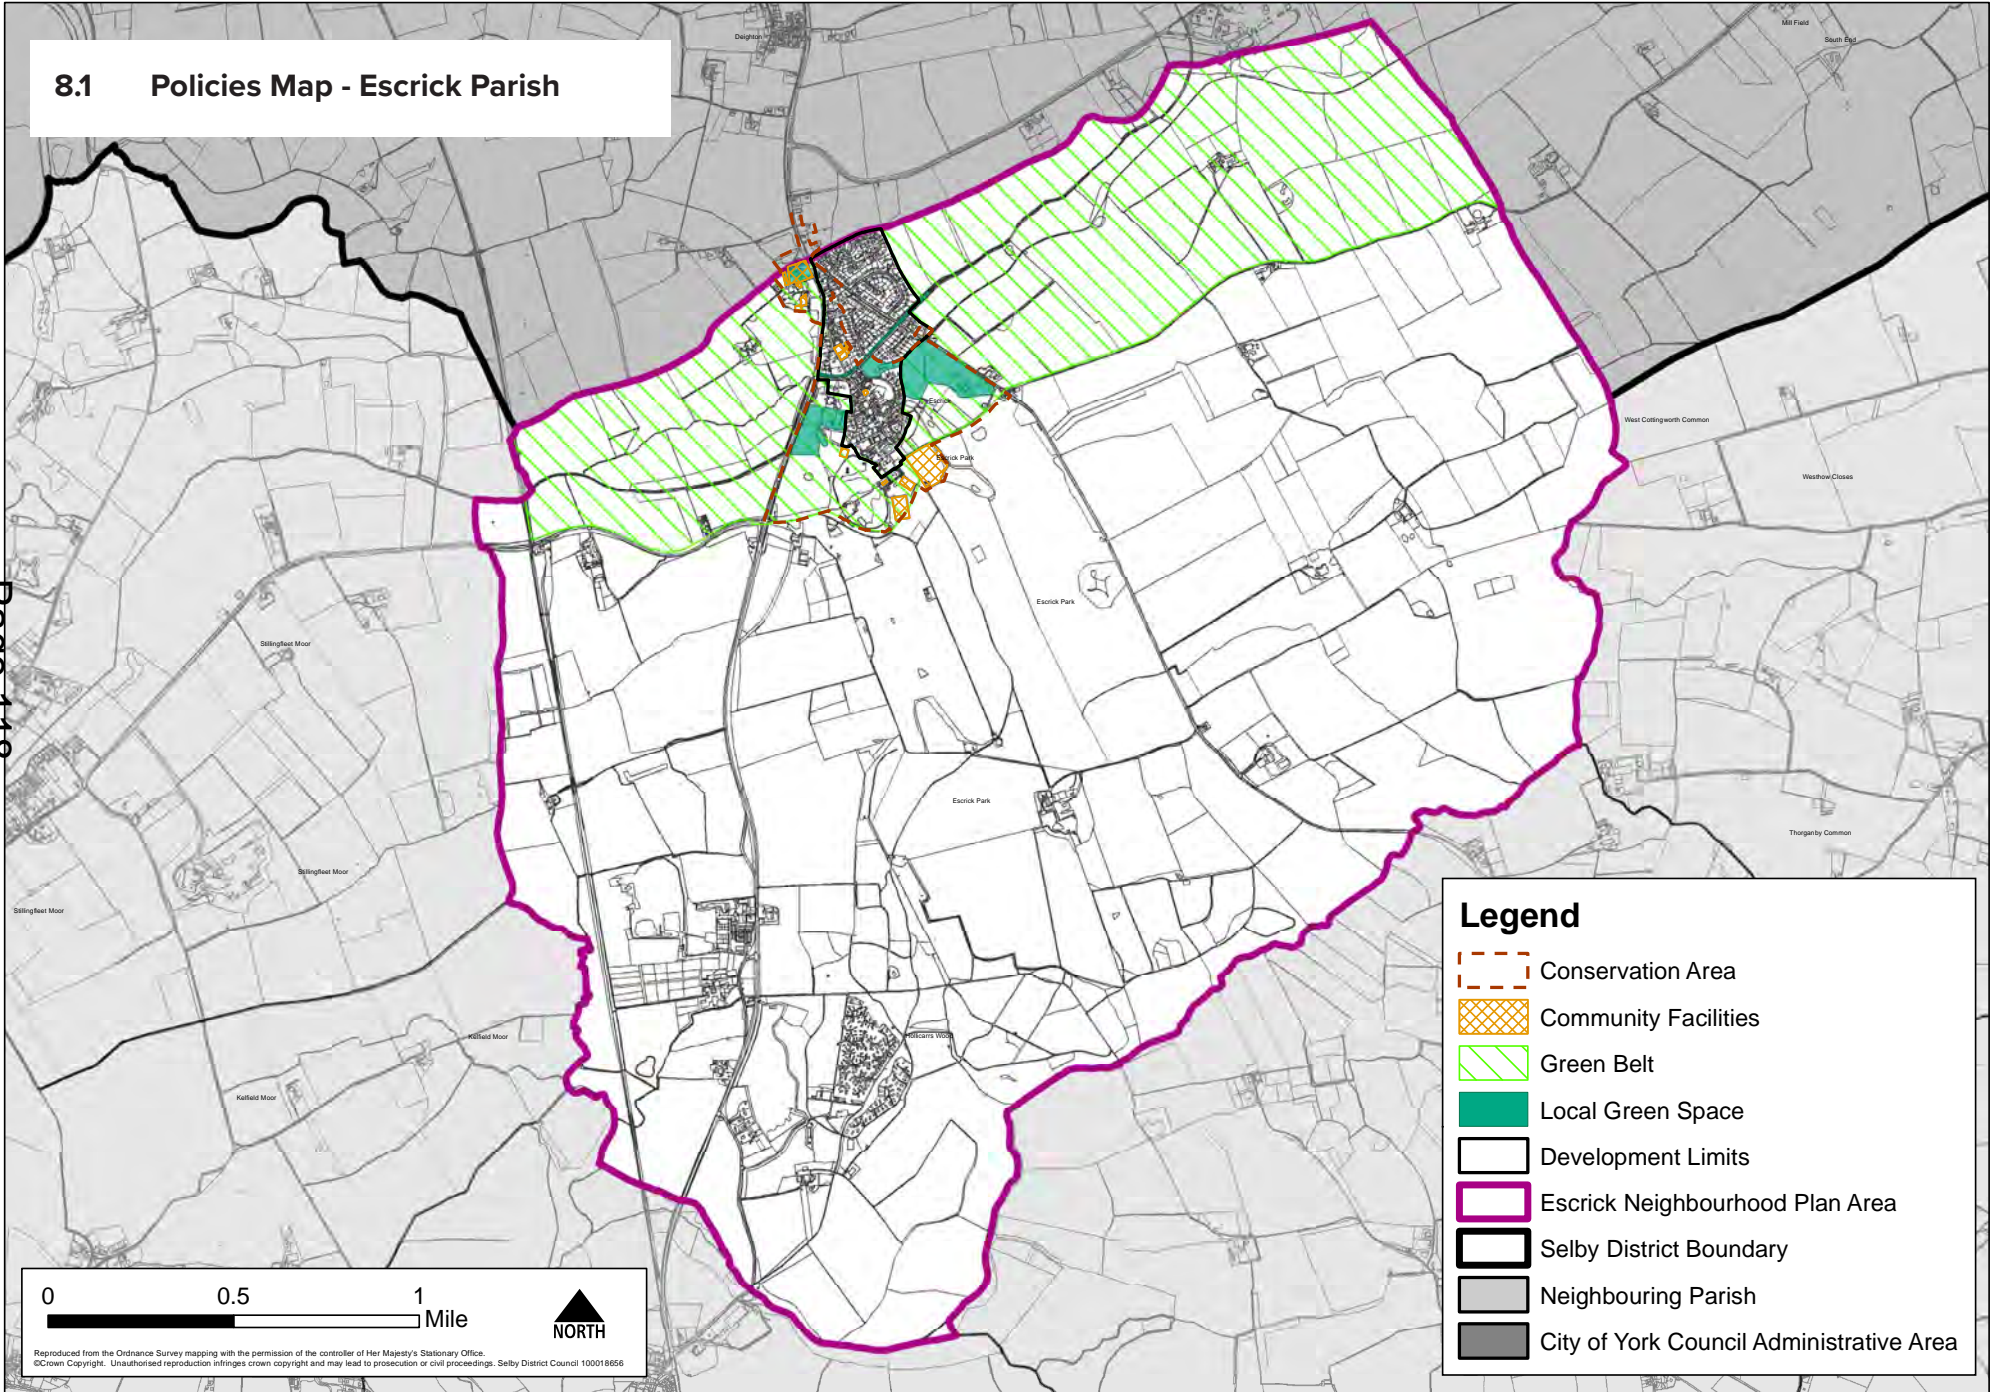 8.1 Policies Map - Escrick Parish
Deighton
Mill Field
South End
Escrick
Escrick Park
West Cottingworth Common
Westhow Closes
Escrick Park
Stillingfleet Moor
Escrick Park
Thorganby Common
Stillingfleet Moor
Stillingfleet Moor
Kelfield Moor
Hollicarrs Wood
Kelfield Moor
Legend
Conservation Area
Community Facilities
Green Belt
Local Green Space
Development Limits
Escrick Neighbourhood Plan Area
Selby District Boundary
Neighbouring Parish
City of York Council Administrative Area
0 0.5 1
Mile
NORTH
Reproduced from the Ordnance Survey mapping with the permission of the controller of Her Majesty's Stationary Office.
©Crown Copyright. Unauthorised reproduction infringes crown copyright and may lead to prosecution or civil proceedings. Selby District Council 100018656